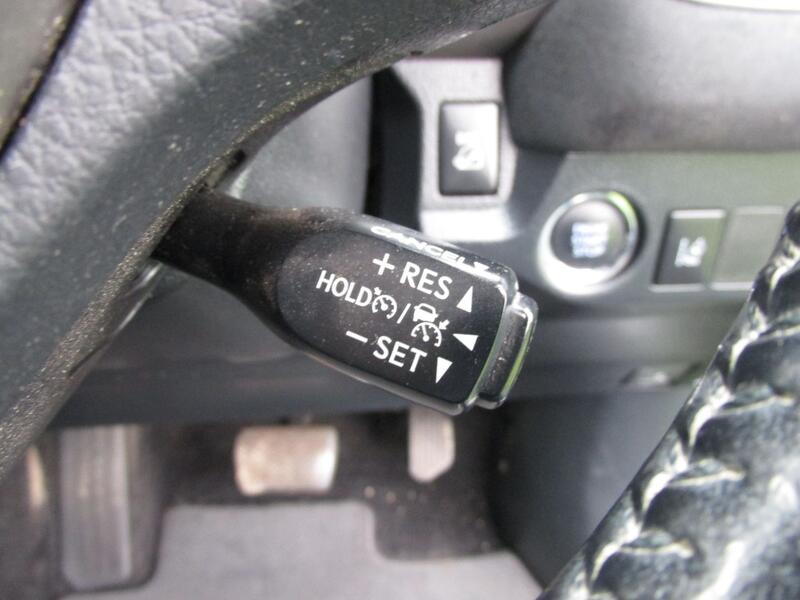 CANCEL
+ RES ▲
HOLD /
− SET ▼